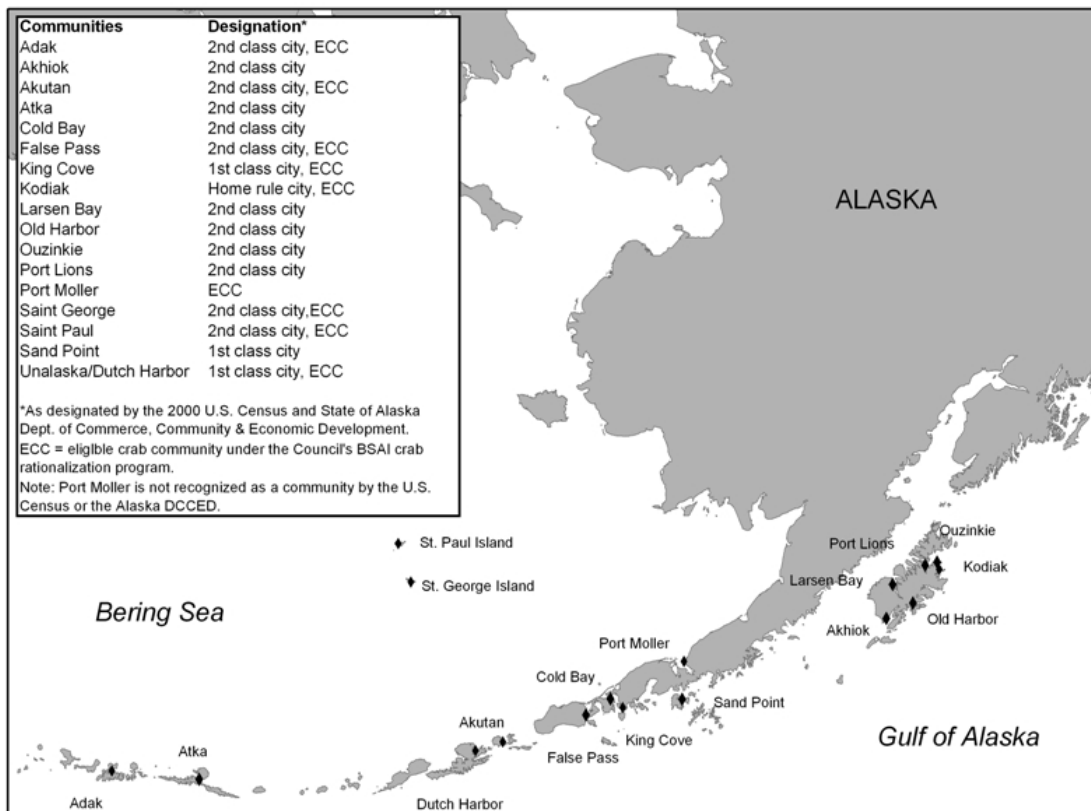 Communities Designation*
Adak 2nd class city, ECC
Akhiok 2nd class city
Akutan 2nd class city, ECC
Atka 2nd class city
Cold Bay 2nd class city
False Pass 2nd class city, ECC
King Cove 1st class city, ECC
Kodiak Home rule city, ECC
Larsen Bay 2nd class city
Old Harbor 2nd class city
Ouzinkie 2nd class city
Port Lions 2nd class city
Port Moller ECC
Saint George 2nd class city,ECC
Saint Paul 2nd class city, ECC
Sand Point 1st class city
Unalaska/Dutch Harbor 1st class city, ECC
*As designated by the 2000 U.S. Census and State of Alaska
Dept. of Commerce, Community & Economic Development.
ECC = eliglble crab community under the Council's BSAI crab
rationalization program.
Note: Port Moller is not recognized as a community by the U.S.
Census or the Alaska DCCED.
ALASKA
Ouzinkie
Port Lions
St. Paul Island
Kodiak
Larsen Bay
St. George Island
Bering Sea
Old Harbor
Akhiok
Port Moller
Cold Bay
Sand Point
Akutan
King Cove
Gulf of Alaska
Atka
False Pass
Adak
Dutch Harbor